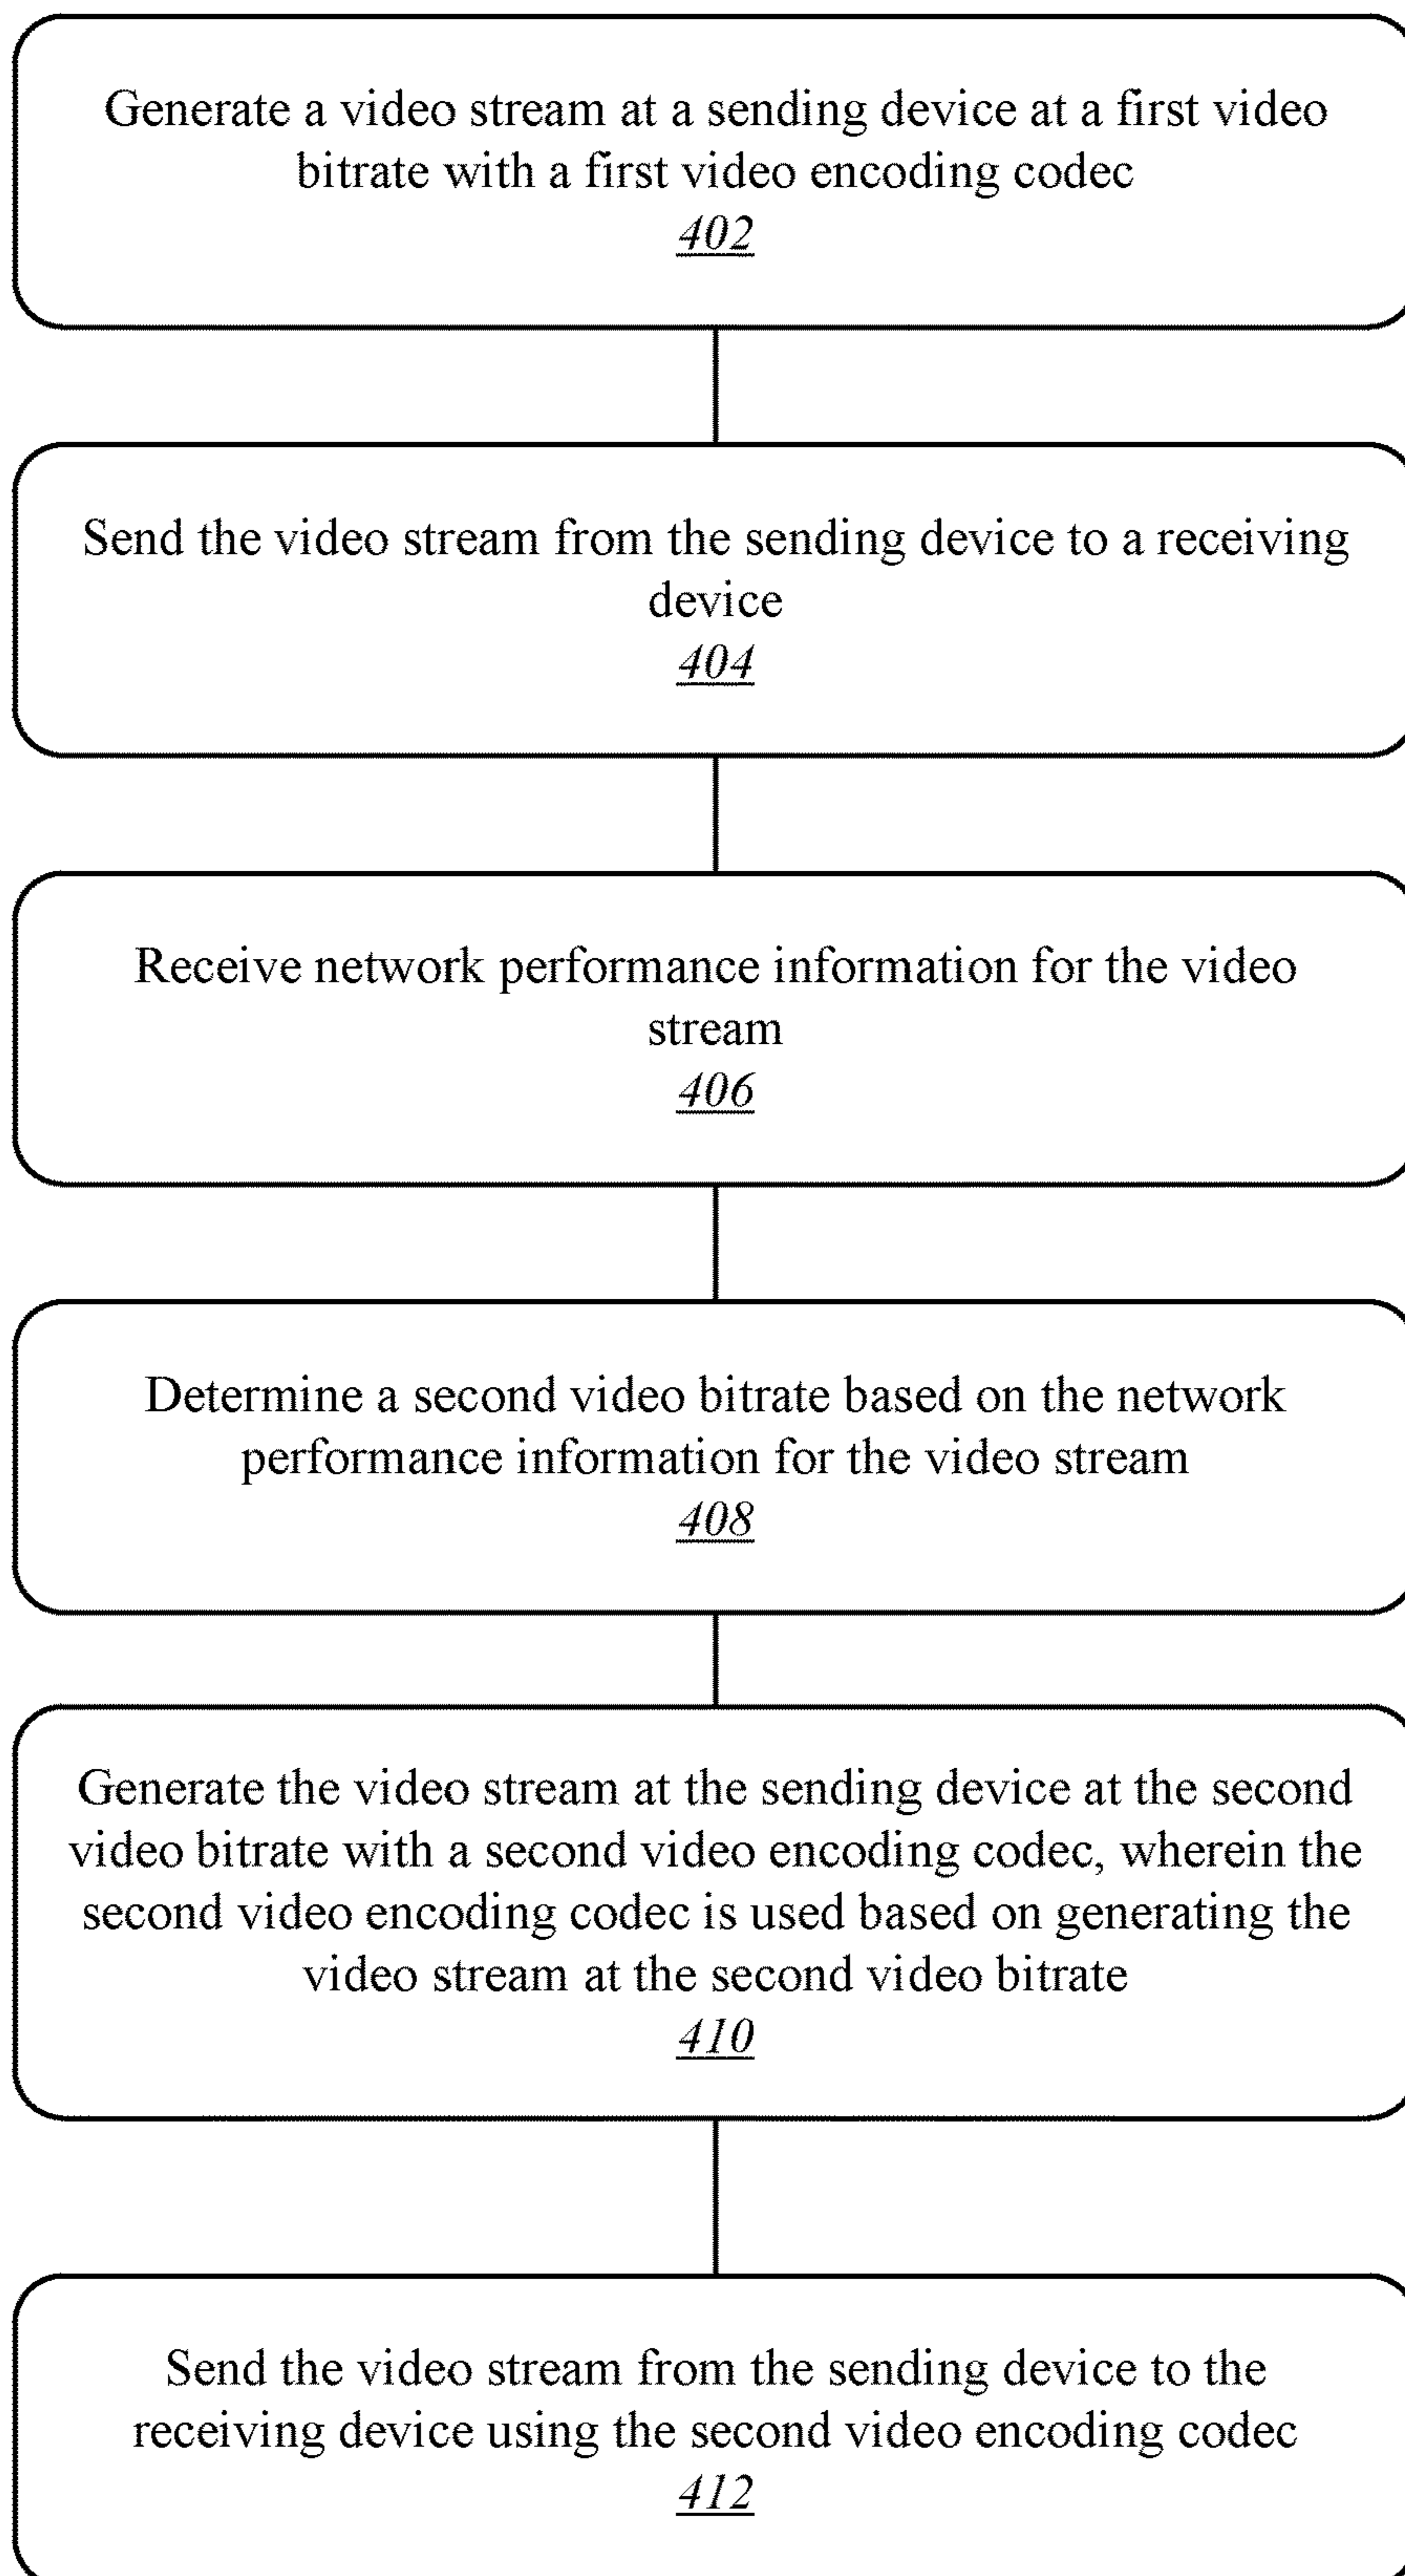 Generate a video stream at a sending device at a first video
bitrate with a first video encoding codec
402
Send the video stream from the sending device to a receiving
device
404
Receive network performance information for the video
stream
406
Determine a second video bitrate based on the network
performance information for the video stream
408
Generate the video stream at the sending device at the second
video bitrate with a second video encoding codec, wherein the
second video encoding codec is used based on generating the
video stream at the second video bitrate
410
Send the video stream from the sending device to the
receiving device using the second video encoding codec
412